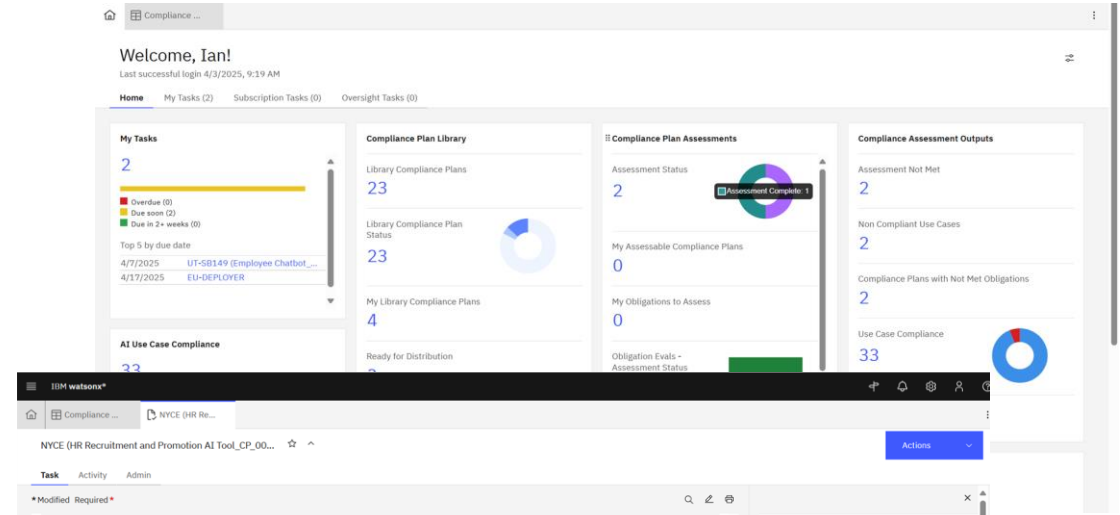 Compliance ...
Welcome, Ian!
Last successful login 4/3/2025, 9:19 AM
Home My Tasks (2) Subscription Tasks (0) Oversight Tasks (0)
My Tasks
2
Overdue (0)
Due soon (2)
Due in 2+ weeks (0)
Top 5 by due date
4/7/2025 UT-SB149 (Employee Chatbot_...
4/17/2025 EU-DEPLOYER
AI Use Case Compliance
33
Compliance Plan Library
Library Compliance Plans
23
Library Compliance Plan
Status
23
My Library Compliance Plans
4
Ready for Distribution
Compliance Plan Assessments
Assessment Status
2
Assessment Complete: 1
My Assessable Compliance Plans
0
My Obligations to Assess
0
Obligation Evals -
Assessment Status
Compliance Assessment Outputs
Assessment Not Met
2
Non Compliant Use Cases
2
Compliance Plans with Not Met Obligations
2
Use Case Compliance
33
IBM watsonx*
Compliance ... NYCE (HR Re...
NYCE (HR Recruitment and Promotion AI Tool_CP_00...
Actions
Task Activity Admin
*Modified Required*